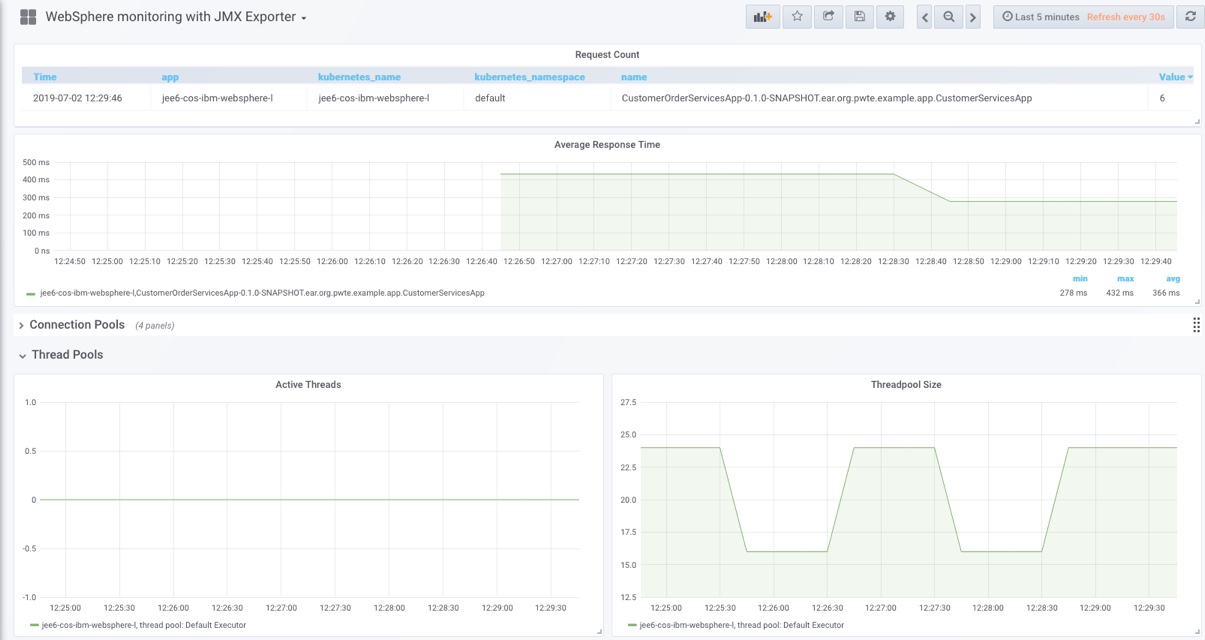 WebSphere monitoring with JMX Exporter
Last 5 minutes Refresh every 30s
Request Count
Time app kubernetes_name kubernetes_namespace name Value
2019-07-02 12:29:46 jee6-cos-ibm-websphere-l jee6-cos-ibm-websphere-l default CustomerOrderServicesApp-0.1.0-SNAPSHOT.ear.org.pwte.example.app.CustomerServicesApp 6
Average Response Time
500 ms
400 ms
300 ms
200 ms
100 ms
0 ns
12:24:50 12:25:00 12:25:10 12:25:20 12:25:30 12:25:40 12:25:50 12:26:00 12:26:10 12:26:20 12:26:30 12:26:40 12:26:50 12:27:00 12:27:10 12:27:20 12:27:30 12:27:40 12:27:50 12:28:00 12:28:10 12:28:20 12:28:30 12:28:40 12:28:50 12:29:00 12:29:10 12:29:20 12:29:30 12:29:40
min max avg
jee6-cos-ibm-websphere-l,CustomerOrderServicesApp-0.1.0-SNAPSHOT.ear.org.pwte.example.app.CustomerServicesApp 278 ms 432 ms 366 ms
Connection Pools (4 panels)
Thread Pools
Active Threads
1.0
0.5
0
-0.5
-1.0
12:25:00 12:25:30 12:26:00 12:26:30 12:27:00 12:27:30 12:28:00 12:28:30 12:29:00 12:29:30
jee6-cos-ibm-websphere-l, thread pool: Default Executor
Threadpool Size
27.5
25.0
22.5
20.0
17.5
15.0
12.5
12:25:00 12:25:30 12:26:00 12:26:30 12:27:00 12:27:30 12:28:00 12:28:30 12:29:00 12:29:30
jee6-cos-ibm-websphere-l, thread pool: Default Executor